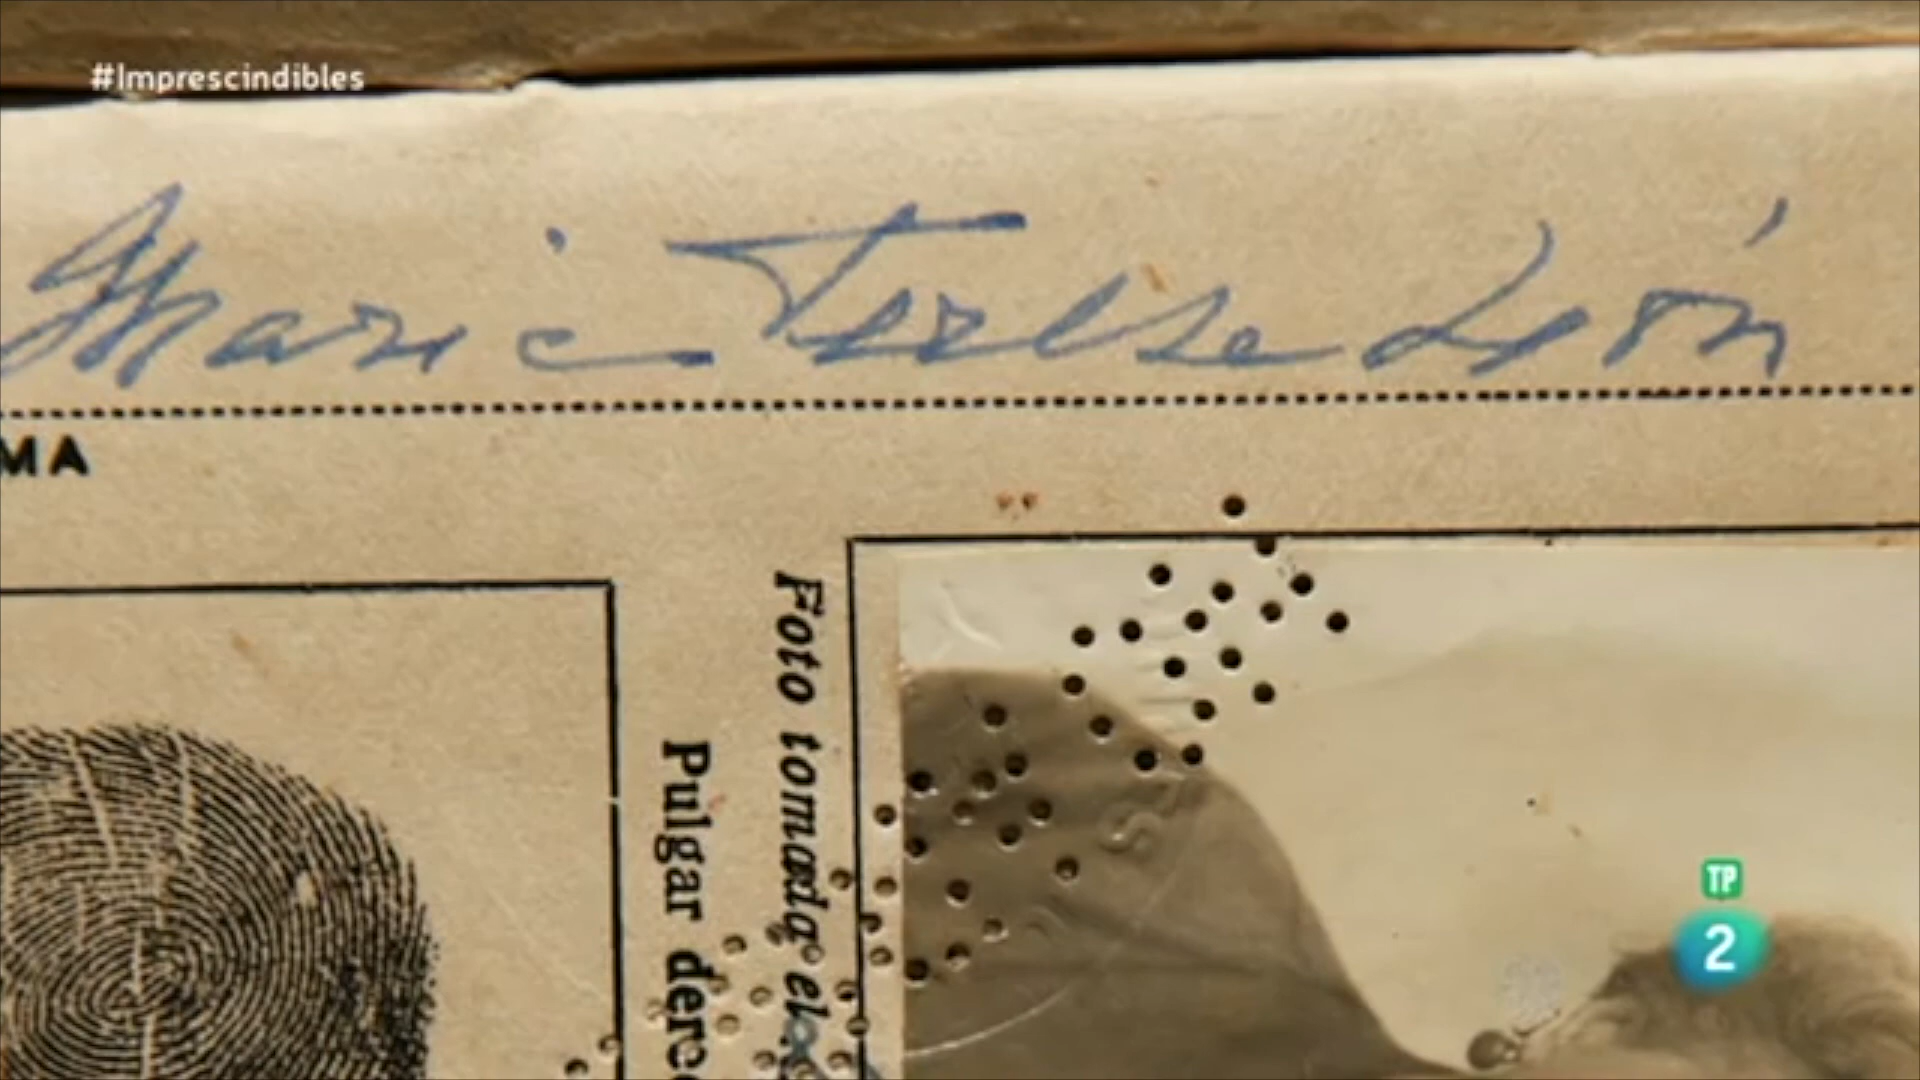 #Imprescindibles
María Teresa León
MA
Foto tomada el
Pulgar derec
TP
2